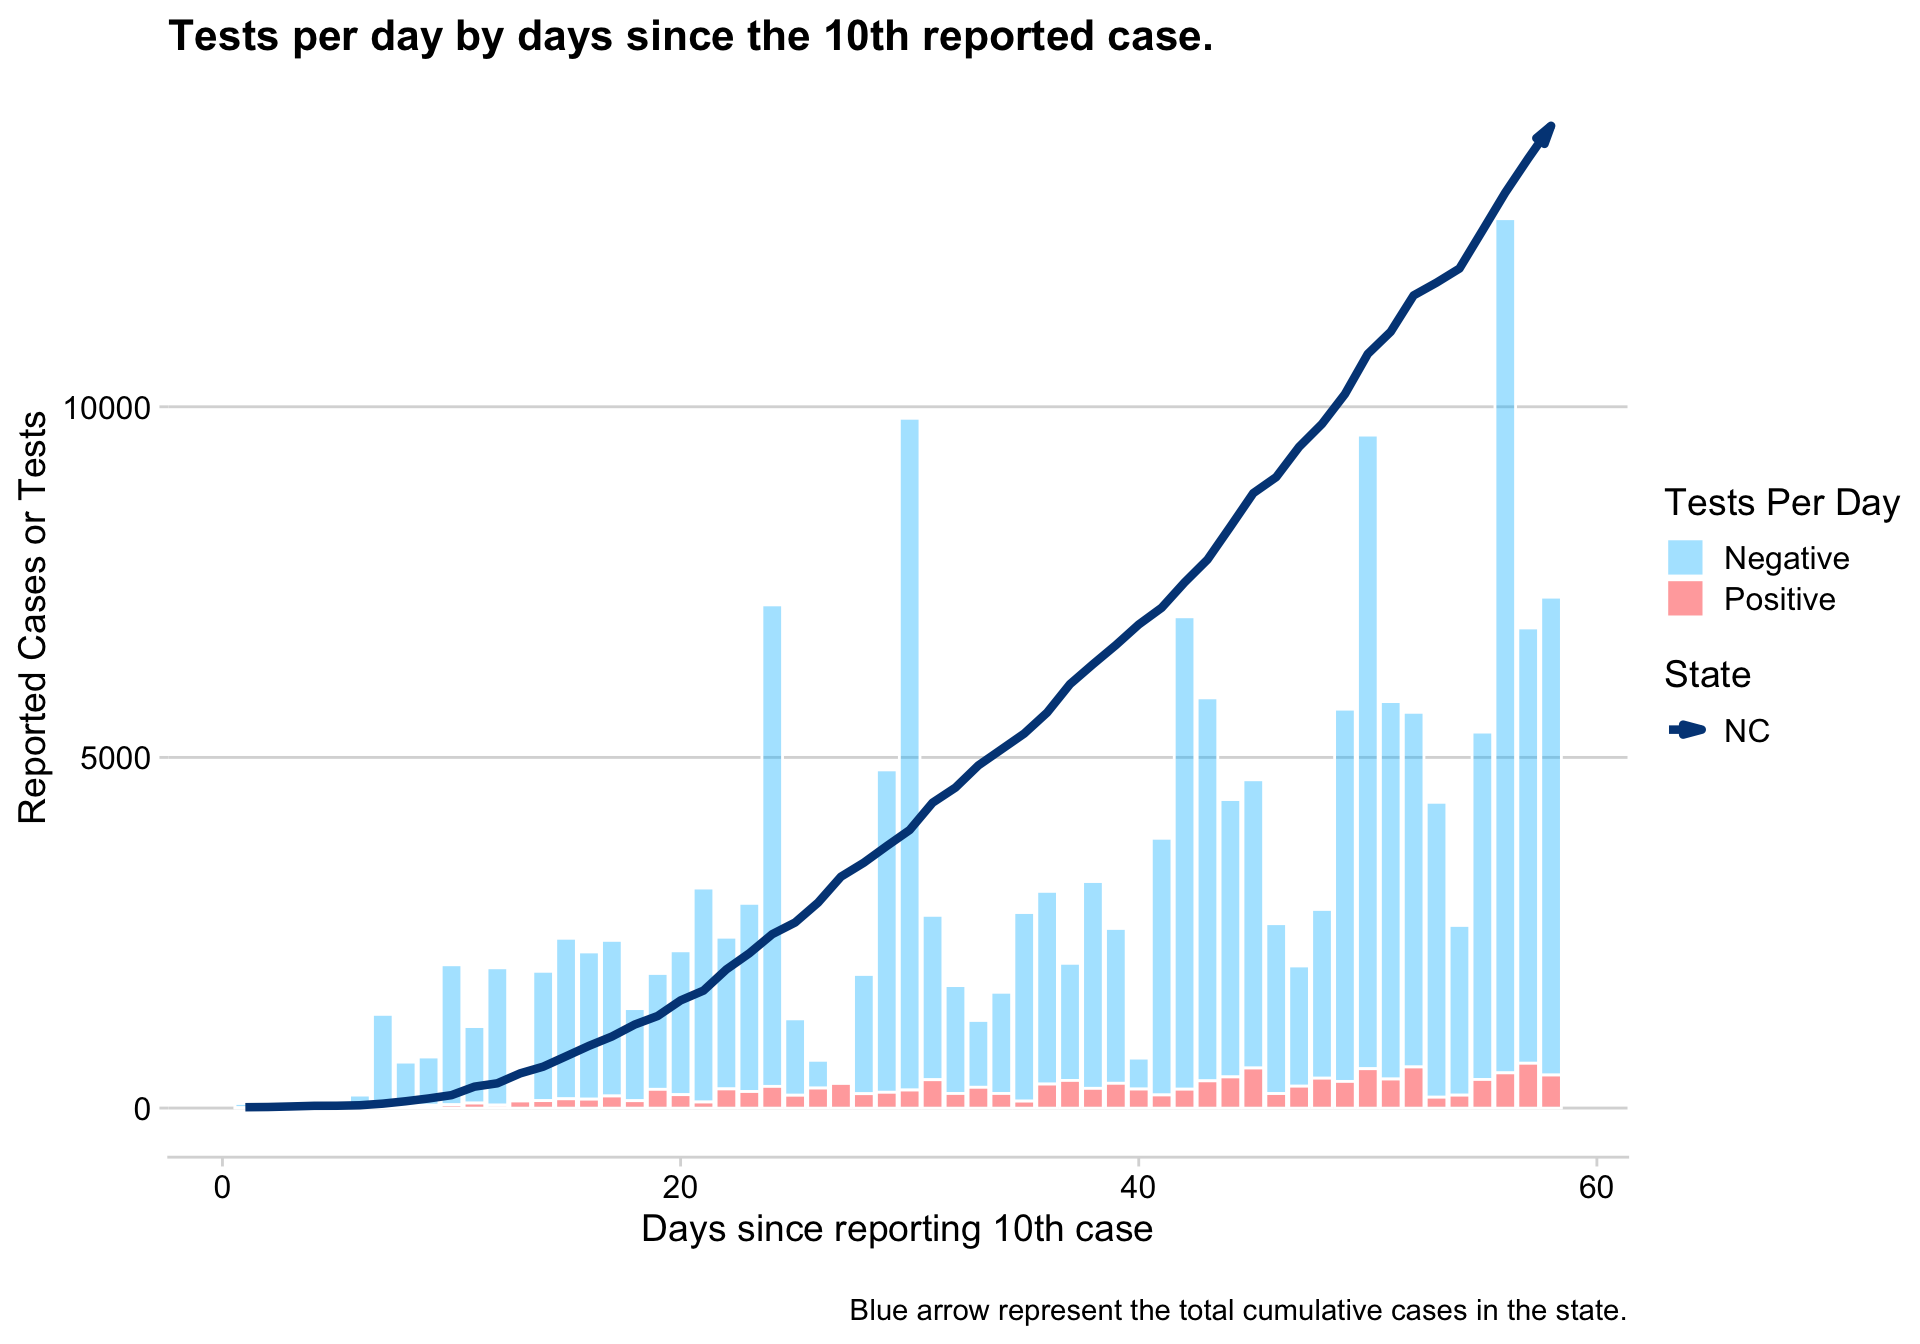 Tests per day by days since the 10th reported case.
Reported Cases or Tests
10000
5000
0
0
20
40
60
Days since reporting 10th case
Tests Per Day
Negative
Positive
State
NC
Blue arrow represent the total cumulative cases in the state.